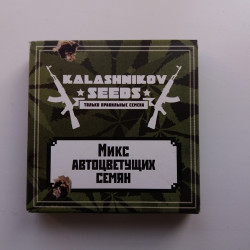 KALASHNIKOV
SEEDS
ТОЛЬКО ПРАВИЛЬНЫЕ СЕМЕНА
Микс
автоцветущих
семян